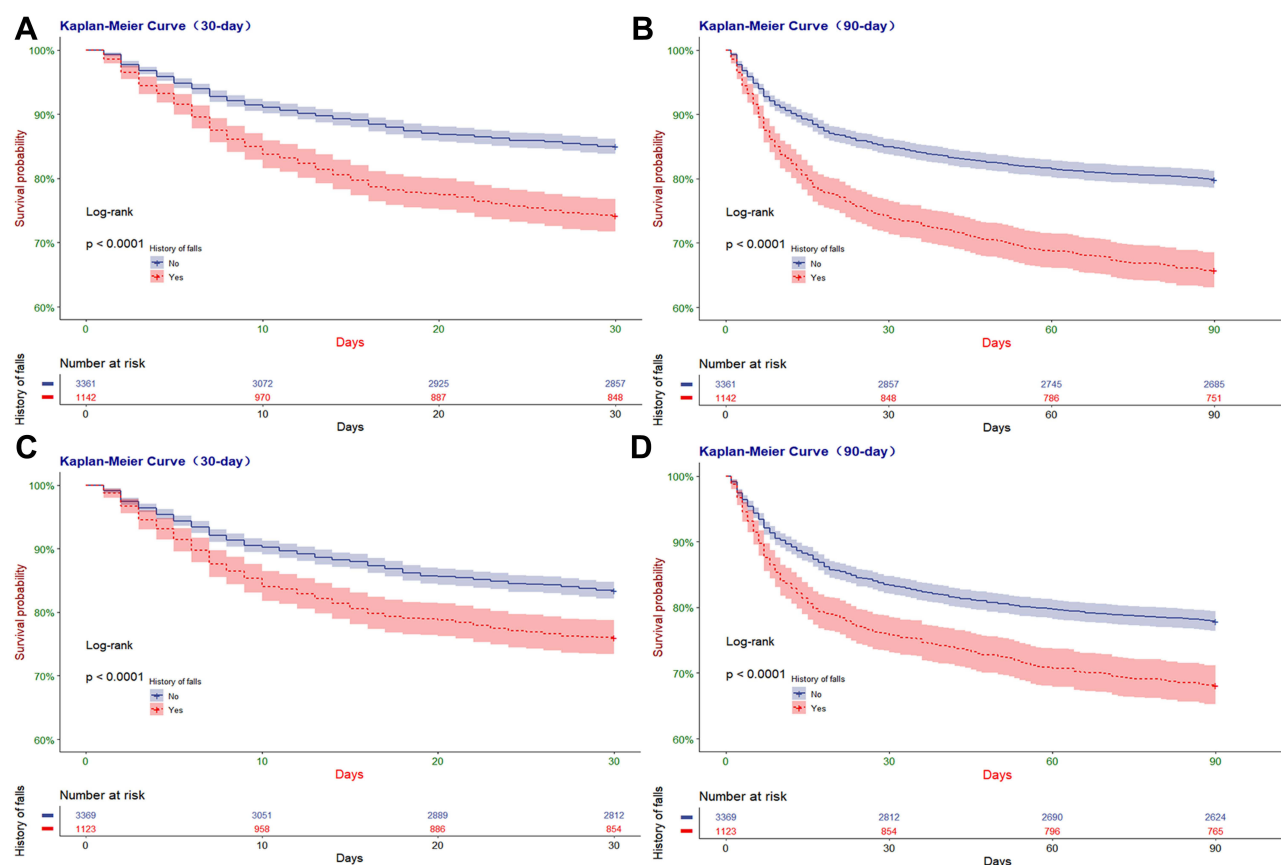 A
Kaplan-Meier Curve（30-day）
100%
90%
80%
70%
60%
Survival probability
Log-rank
p < 0.0001
History of falls
No
Yes
0 10 20 30
Days
Number at risk
History of falls
3361 3072 2925 2857
1142 970 887 848
0 10 20 30
Days
B
Kaplan-Meier Curve（90-day）
100%
90%
80%
70%
60%
Survival probability
Log-rank
p < 0.0001
History of falls
No
Yes
0 30 60 90
Days
Number at risk
History of falls
3361 2857 2745 2685
1142 848 786 751
0 30 60 90
Days
C
Kaplan-Meier Curve（30-day）
100%
90%
80%
70%
60%
Survival probability
Log-rank
p < 0.0001
History of falls
No
Yes
0 10 20 30
Days
Number at risk
History of falls
3369 3051 2889 2812
1123 958 886 854
0 10 20 30
Days
D
Kaplan-Meier Curve（90-day）
100%
90%
80%
70%
60%
Survival probability
Log-rank
p < 0.0001
History of falls
No
Yes
0 30 60 90
Days
Number at risk
History of falls
3369 2812 2690 2624
1123 854 796 765
0 30 60 90
Days